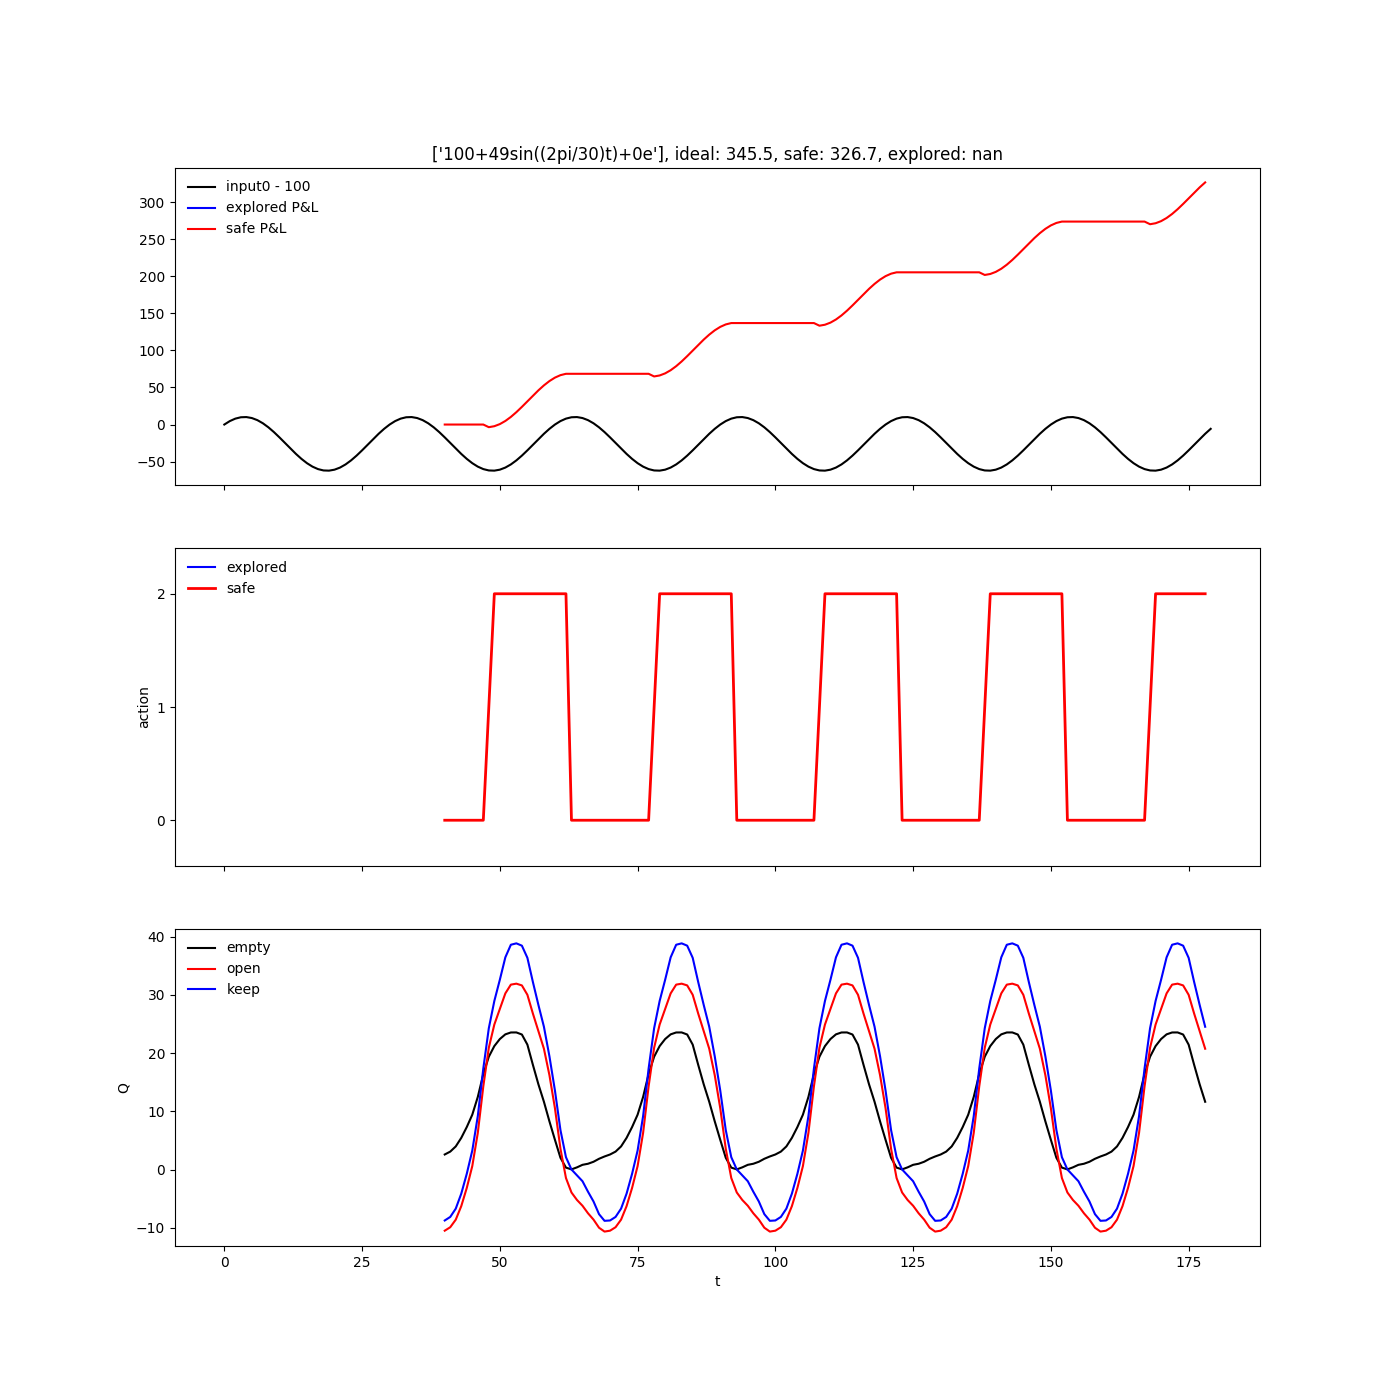 ['100+49sin((2pi/30)t)+0e'], ideal: 345.5, safe: 326.7, explored: nan
input0 - 100
explored P&L
safe P&L
300
250
200
150
100
50
0
−50
explored
safe
2
1
0
action
empty
open
keep
40
30
20
10
0
−10
Q
0 25 50 75 100 125 150 175
t